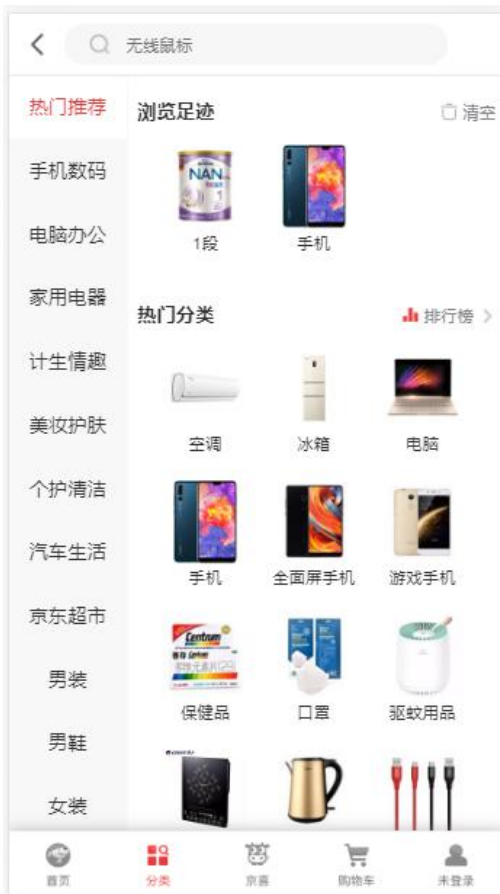 无线鼠标
热门推荐
手机数码
电脑办公
家用电器
计生情趣
美妆护肤
个护清洁
汽车生活
京东超市
男装
男鞋
女装
浏览足迹
清空
NAN
1
1段
手机
热门分类
排行榜
空调
冰箱
电脑
手机
全面屏手机
游戏手机
Centrum
保健品
口罩
驱蚊用品
首页
分类
京喜
购物车
未登录